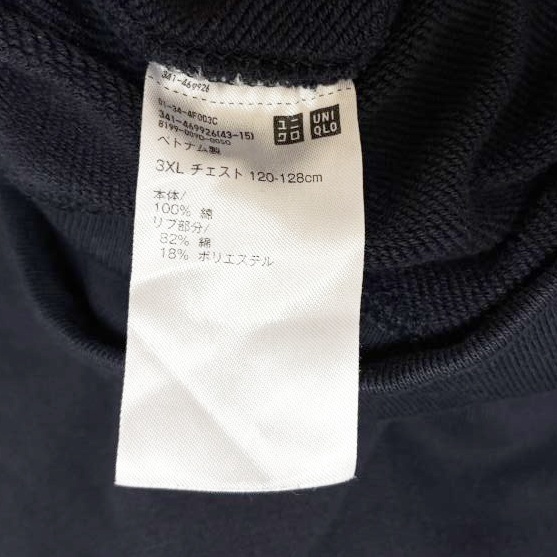 341-469926
01-34-4F003C
341-469926(43-15)
ユニ
クロ
UNI
QLO
ベトナム製
3XL チェスト 120-128cm
本体/
100% 綿
リブ部分/
82% 綿
18% ポリエステル